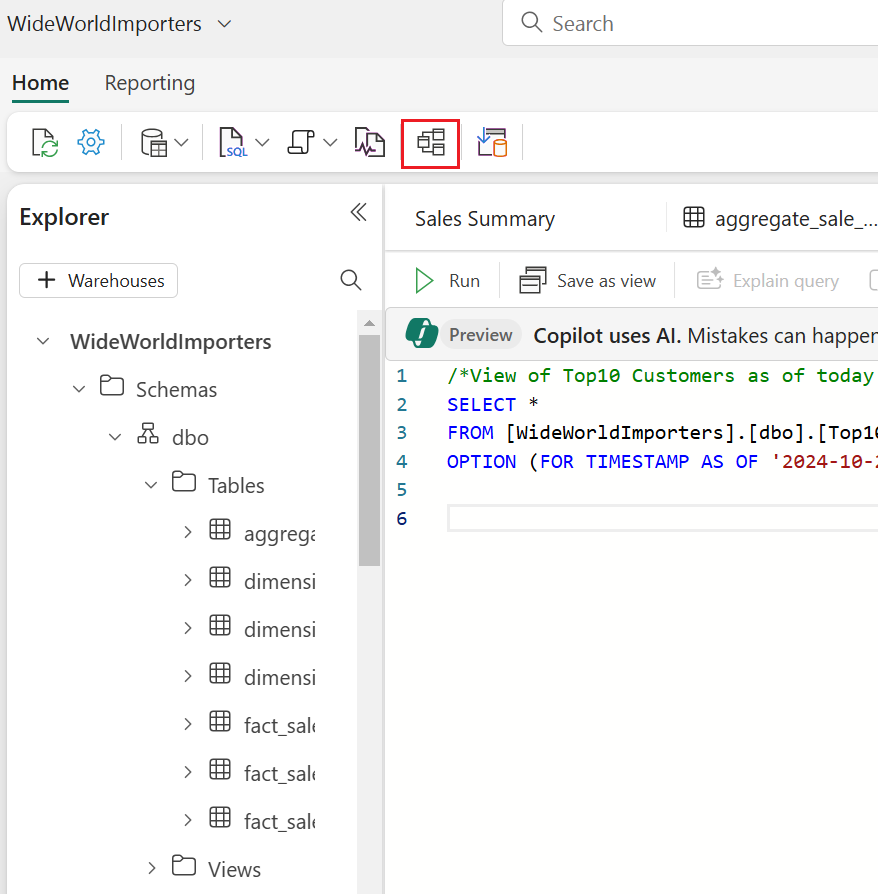 WideWorldImporters
Search
Home Reporting
SQL
Explorer
Warehouses
WideWorldImporters
Schemas
dbo
Tables
aggrega
dimensi
dimensi
dimensi
fact_sale
fact_sale
fact_sale
Views
Sales Summary aggregate_sale_...
Run Save as view Explain query
Preview Copilot uses AI. Mistakes can happen
1 /*View of Top10 Customers as of today
2 SELECT *
3 FROM [WideWorldImporters].[dbo].[Top10
4 OPTION (FOR TIMESTAMP AS OF '2024-10-2
5
6